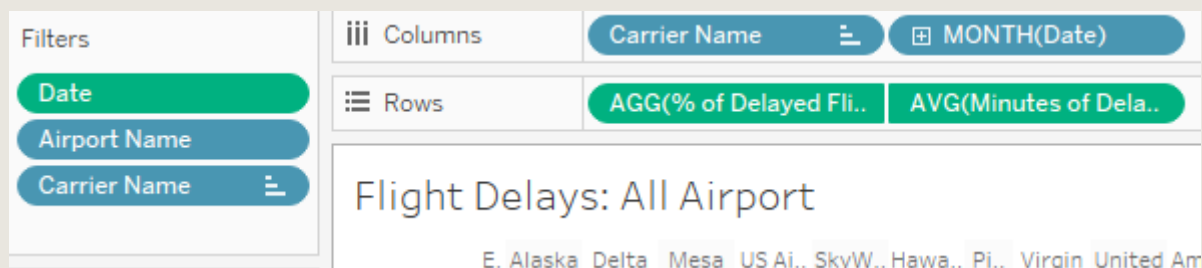 Filters
Date
Airport Name
Carrier Name
Columns
Carrier Name
MONTH(Date)
Rows
AGG(% of Delayed Fli..
AVG(Minutes of Dela..
Flight Delays: All Airport
E. Alaska Delta Mesa US Ai.. SkyW.. Hawa.. Pi.. Virgin United Am